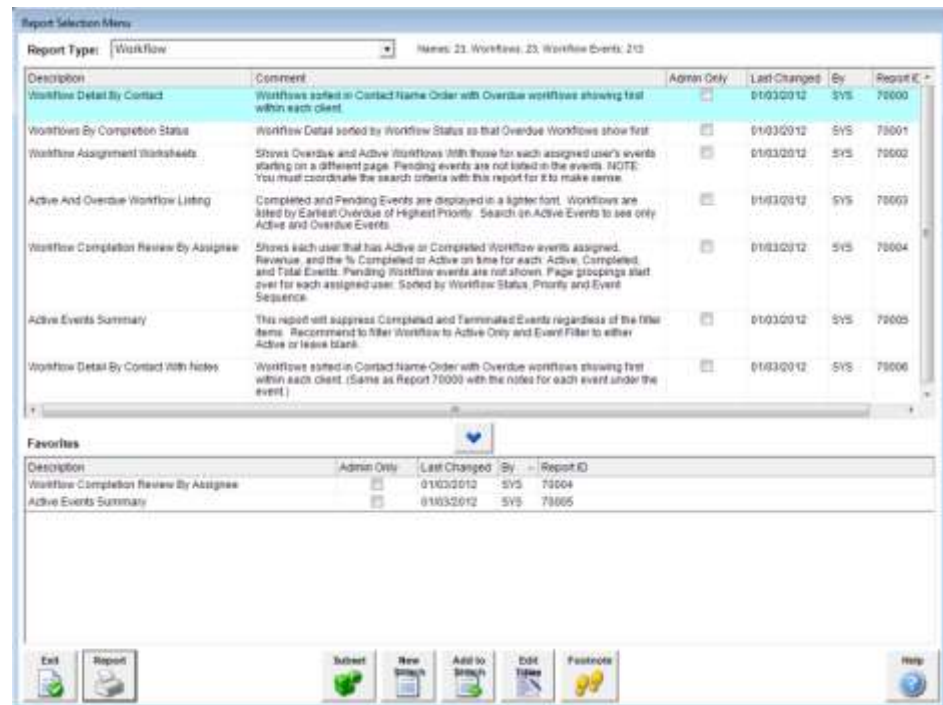 Report Selection Menu
Report Type: Workflow Names: 23, Workflows: 23, Workflow Events: 213
Description Comment Admin Only Last Changed By Report ID
Workflow Detail By Contact Workflows sorted in Contact Name Order with Overdue workflows showing first 01/03/2012 SYS 70000
within each client.
Workflows By Completion Status Workflow Detail sorted by Workflow Status so that Overdue Workflows show first 01/03/2012 SYS 70001
Workflow Assignment Worksheets Shows Overdue and Active Workflows With those for each assigned user's events 01/03/2012 SYS 70002
starting on a different page. Pending events are not listed in the events. NOTE:
You must coordinate the search criteria with this report for it to make sense.
Active And Overdue Workflow Listing Completed and Pending Events are displayed in a lighter font. Workflows are 01/03/2012 SYS 70003
listed by Earliest Overdue of Highest Priority. Search on Active Events to see only
Active and Overdue Events
Workflow Completion Review By Assignee Shows each user that has Active or Completed Workflow events assigned, 01/03/2012 SYS 70004
Revenue, and the % Completed or Active on time for each: Active, Completed,
and Total Events. Pending Workflow events are not shown. Page groupings start
over for each assigned user. Sorted by Workflow Status, Priority and Event
Sequence.
Active Events Summary This report will suppress Completed and Terminated Events regardless of the filter 01/03/2012 SYS 70005
items. Recommend to filter Workflow to Active Only and Event Filter to either
Active or leave blank.
Workflow Detail By Contact With Notes Workflows sorted in Contact Name Order with Overdue workflows showing first 01/03/2012 SYS 70006
within each client. (Same as Report 70000 with the notes for each event under the
event.)
Favorites
Description Admin Only Last Changed By Report ID
Workflow Completion Review By Assignee 01/03/2012 SYS 70004
Active Events Summary 01/03/2012 SYS 70005
Exit Report Subset New Batch Add to Batch Edit Titles Footnote Help